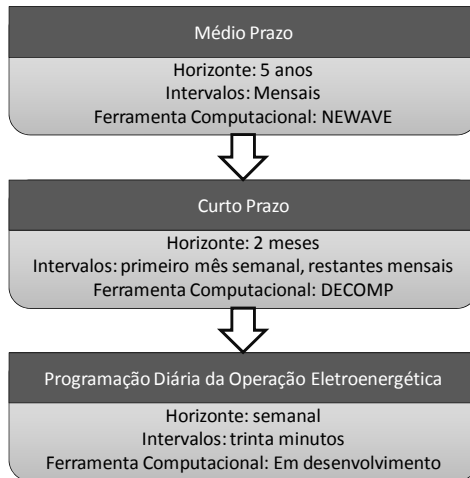 Médio Prazo
Horizonte: 5 anos
Intervalos: Mensais
Ferramenta Computacional: NEWAVE
Curto Prazo
Horizonte: 2 meses
Intervalos: primeiro mês semanal, restantes mensais
Ferramenta Computacional: DECOMP
Programação Diária da Operação Eletroenergética
Horizonte: semanal
Intervalos: trinta minutos
Ferramenta Computacional: Em desenvolvimento